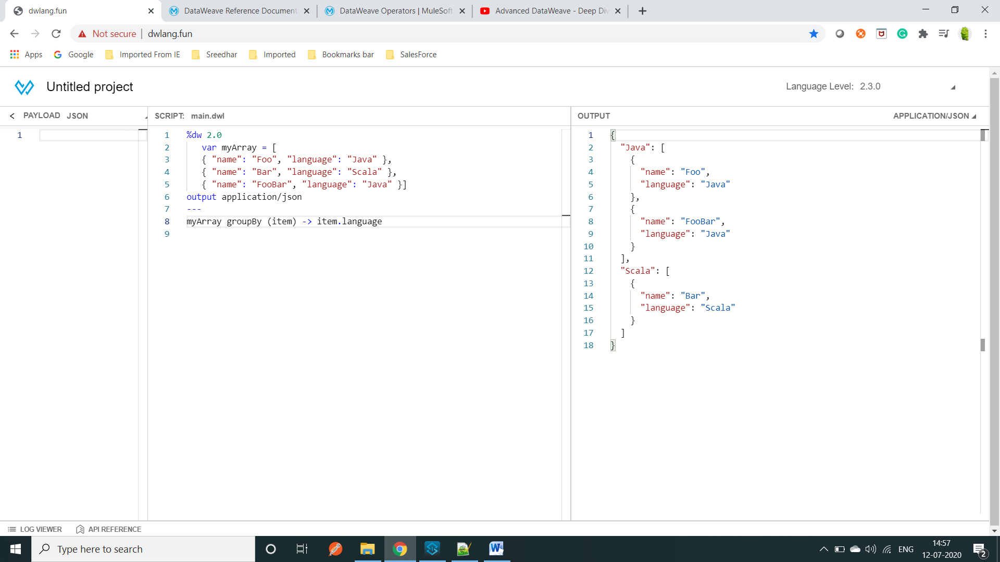 dwlang.fun
DataWeave Reference Document
DataWeave Operators | MuleSoft
Advanced DataWeave - Deep Div
Not secure | dwlang.fun
Apps
Google
Imported From IE
Sreedhar
Imported
Bookmarks bar
SalesForce
Untitled project
Language Level: 2.3.0
PAYLOAD JSON
1
SCRIPT: main.dwl
1 %dw 2.0
2 var myArray = [
3 { "name": "Foo", "language": "Java" },
4 { "name": "Bar", "language": "Scala" },
5 { "name": "FooBar", "language": "Java" }]
6 output application/json
7 ---
8 myArray groupBy (item) -> item.language
9
OUTPUT
APPLICATION/JSON
1 {
2 "Java": [
3 {
4 "name": "Foo",
5 "language": "Java"
6 },
7 {
8 "name": "FooBar",
9 "language": "Java"
10 }
11 ],
12 "Scala": [
13 {
14 "name": "Bar",
15 "language": "Scala"
16 }
17 ]
18 }
LOG VIEWER
API REFERENCE
Type here to search
ENG
14:57
12-07-2020
2